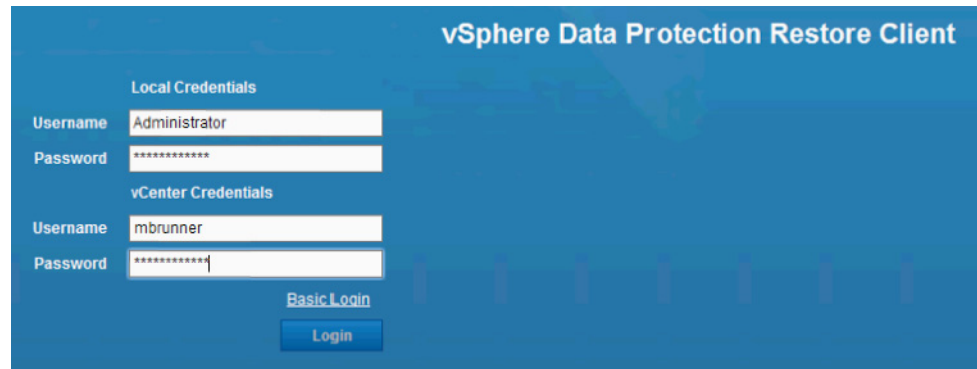 vSphere Data Protection Restore Client
Local Credentials
Username Administrator
Password ************
vCenter Credentials
Username mbrunner
Password ************
Basic Login
Login